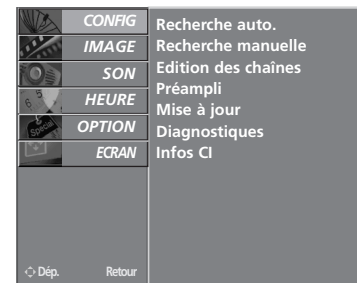 CONFIG
IMAGE
SON
HEURE
OPTION
ECRAN
Recherche auto.
Recherche manuelle
Edition des chaînes
Préampli
Mise à jour
Diagnostiques
Infos CI
Dép. Retour